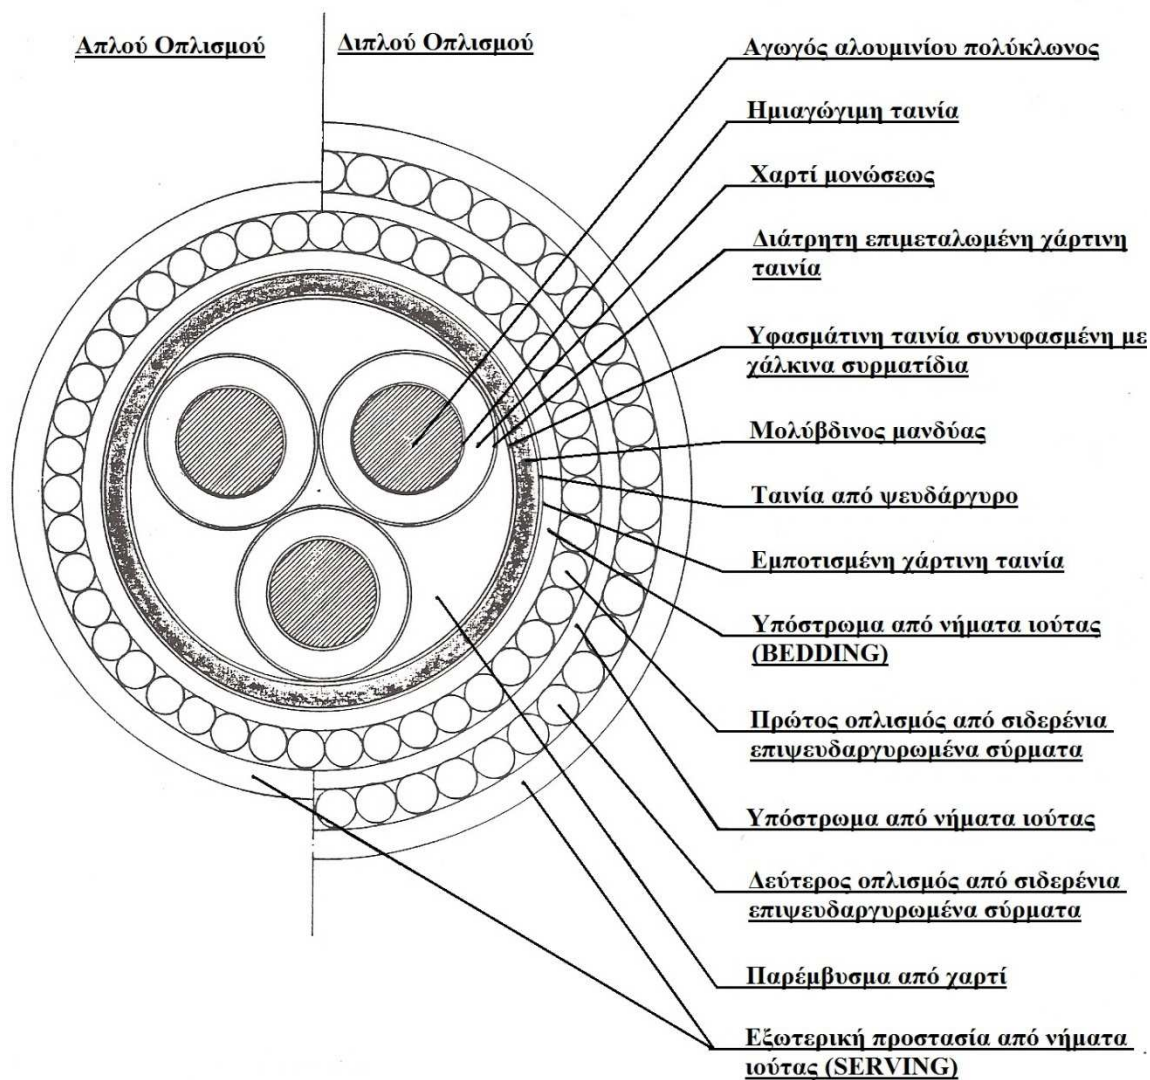 Απλού Οπλισμού
Διπλού Οπλισμού
Αγωγός αλουμινίου πολύκλωνος
Ημιαγώγιμη ταινία
Χαρτί μονώσεως
Διάτρητη επιμεταλωμένη χάρτινη
ταινία
Υφασμάτινη ταινία συνυφασμένη με
χάλκινα συρματίδια
Μολύβδινος μανδύας
Ταινία από ψευδάργυρο
Εμποτισμένη χάρτινη ταινία
Υπόστρωμα από νήματα ιούτας
(BEDDING)
Πρώτος οπλισμός από σιδερένια
επιψευδαργυρωμένα σύρματα
Υπόστρωμα από νήματα ιούτας
Δεύτερος οπλισμός από σιδερένια
επιψευδαργυρωμένα σύρματα
Παρέμβυσμα από χαρτί
Εξωτερική προστασία από νήματα
ιούτας (SERVING)